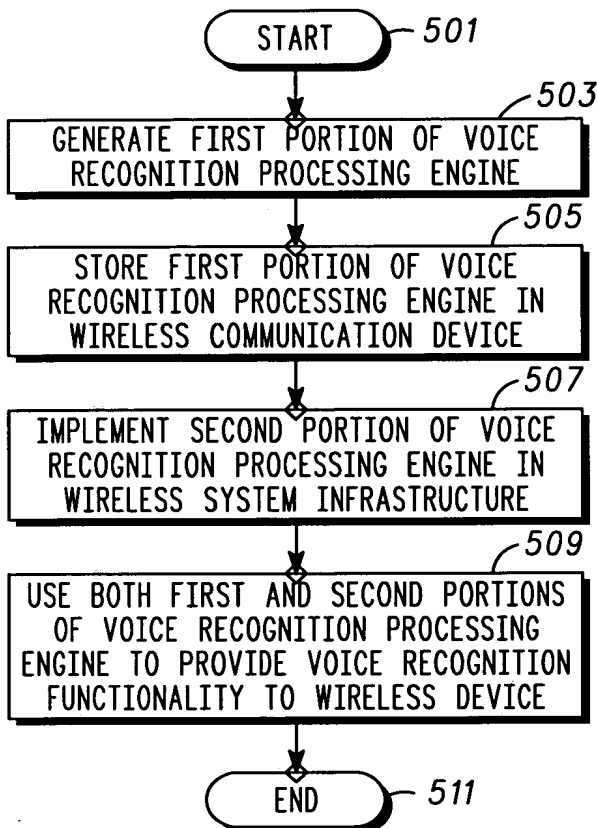 START
501
503
GENERATE FIRST PORTION OF VOICE
RECOGNITION PROCESSING ENGINE
505
STORE FIRST PORTION OF VOICE
RECOGNITION PROCESSING ENGINE IN
WIRELESS COMMUNICATION DEVICE
507
IMPLEMENT SECOND PORTION OF VOICE
RECOGNITION PROCESSING ENGINE IN
WIRELESS SYSTEM INFRASTRUCTURE
509
USE BOTH FIRST AND SECOND PORTIONS
OF VOICE RECOGNITION PROCESSING
ENGINE TO PROVIDE VOICE RECOGNITION
FUNCTIONALITY TO WIRELESS DEVICE
END
511